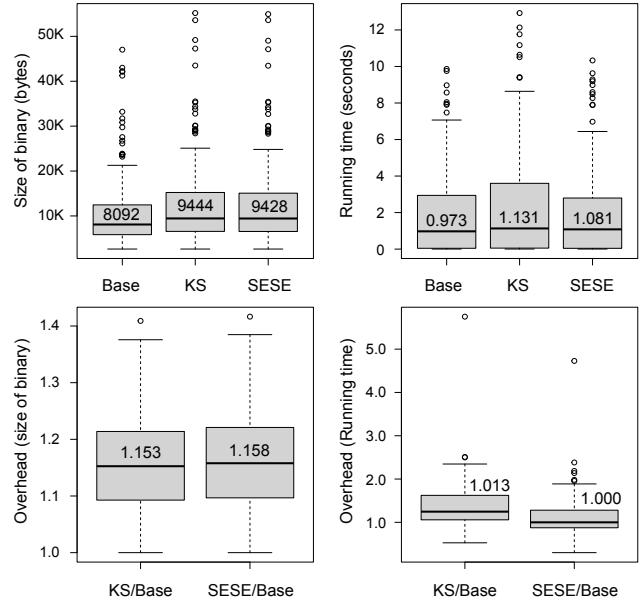 Size of binary (bytes)
50K
40K
30K
20K
10K
8092
9444
9428
Base KS SESE
Running time (seconds)
12
10
8
6
4
2
0
0.973
1.131
1.081
Base KS SESE
Overhead (size of binary)
1.4
1.3
1.2
1.1
1.0
1.153
1.158
KS/Base SESE/Base
Overhead (Running time)
5.0
4.0
3.0
2.0
1.0
1.013
1.000
KS/Base SESE/Base